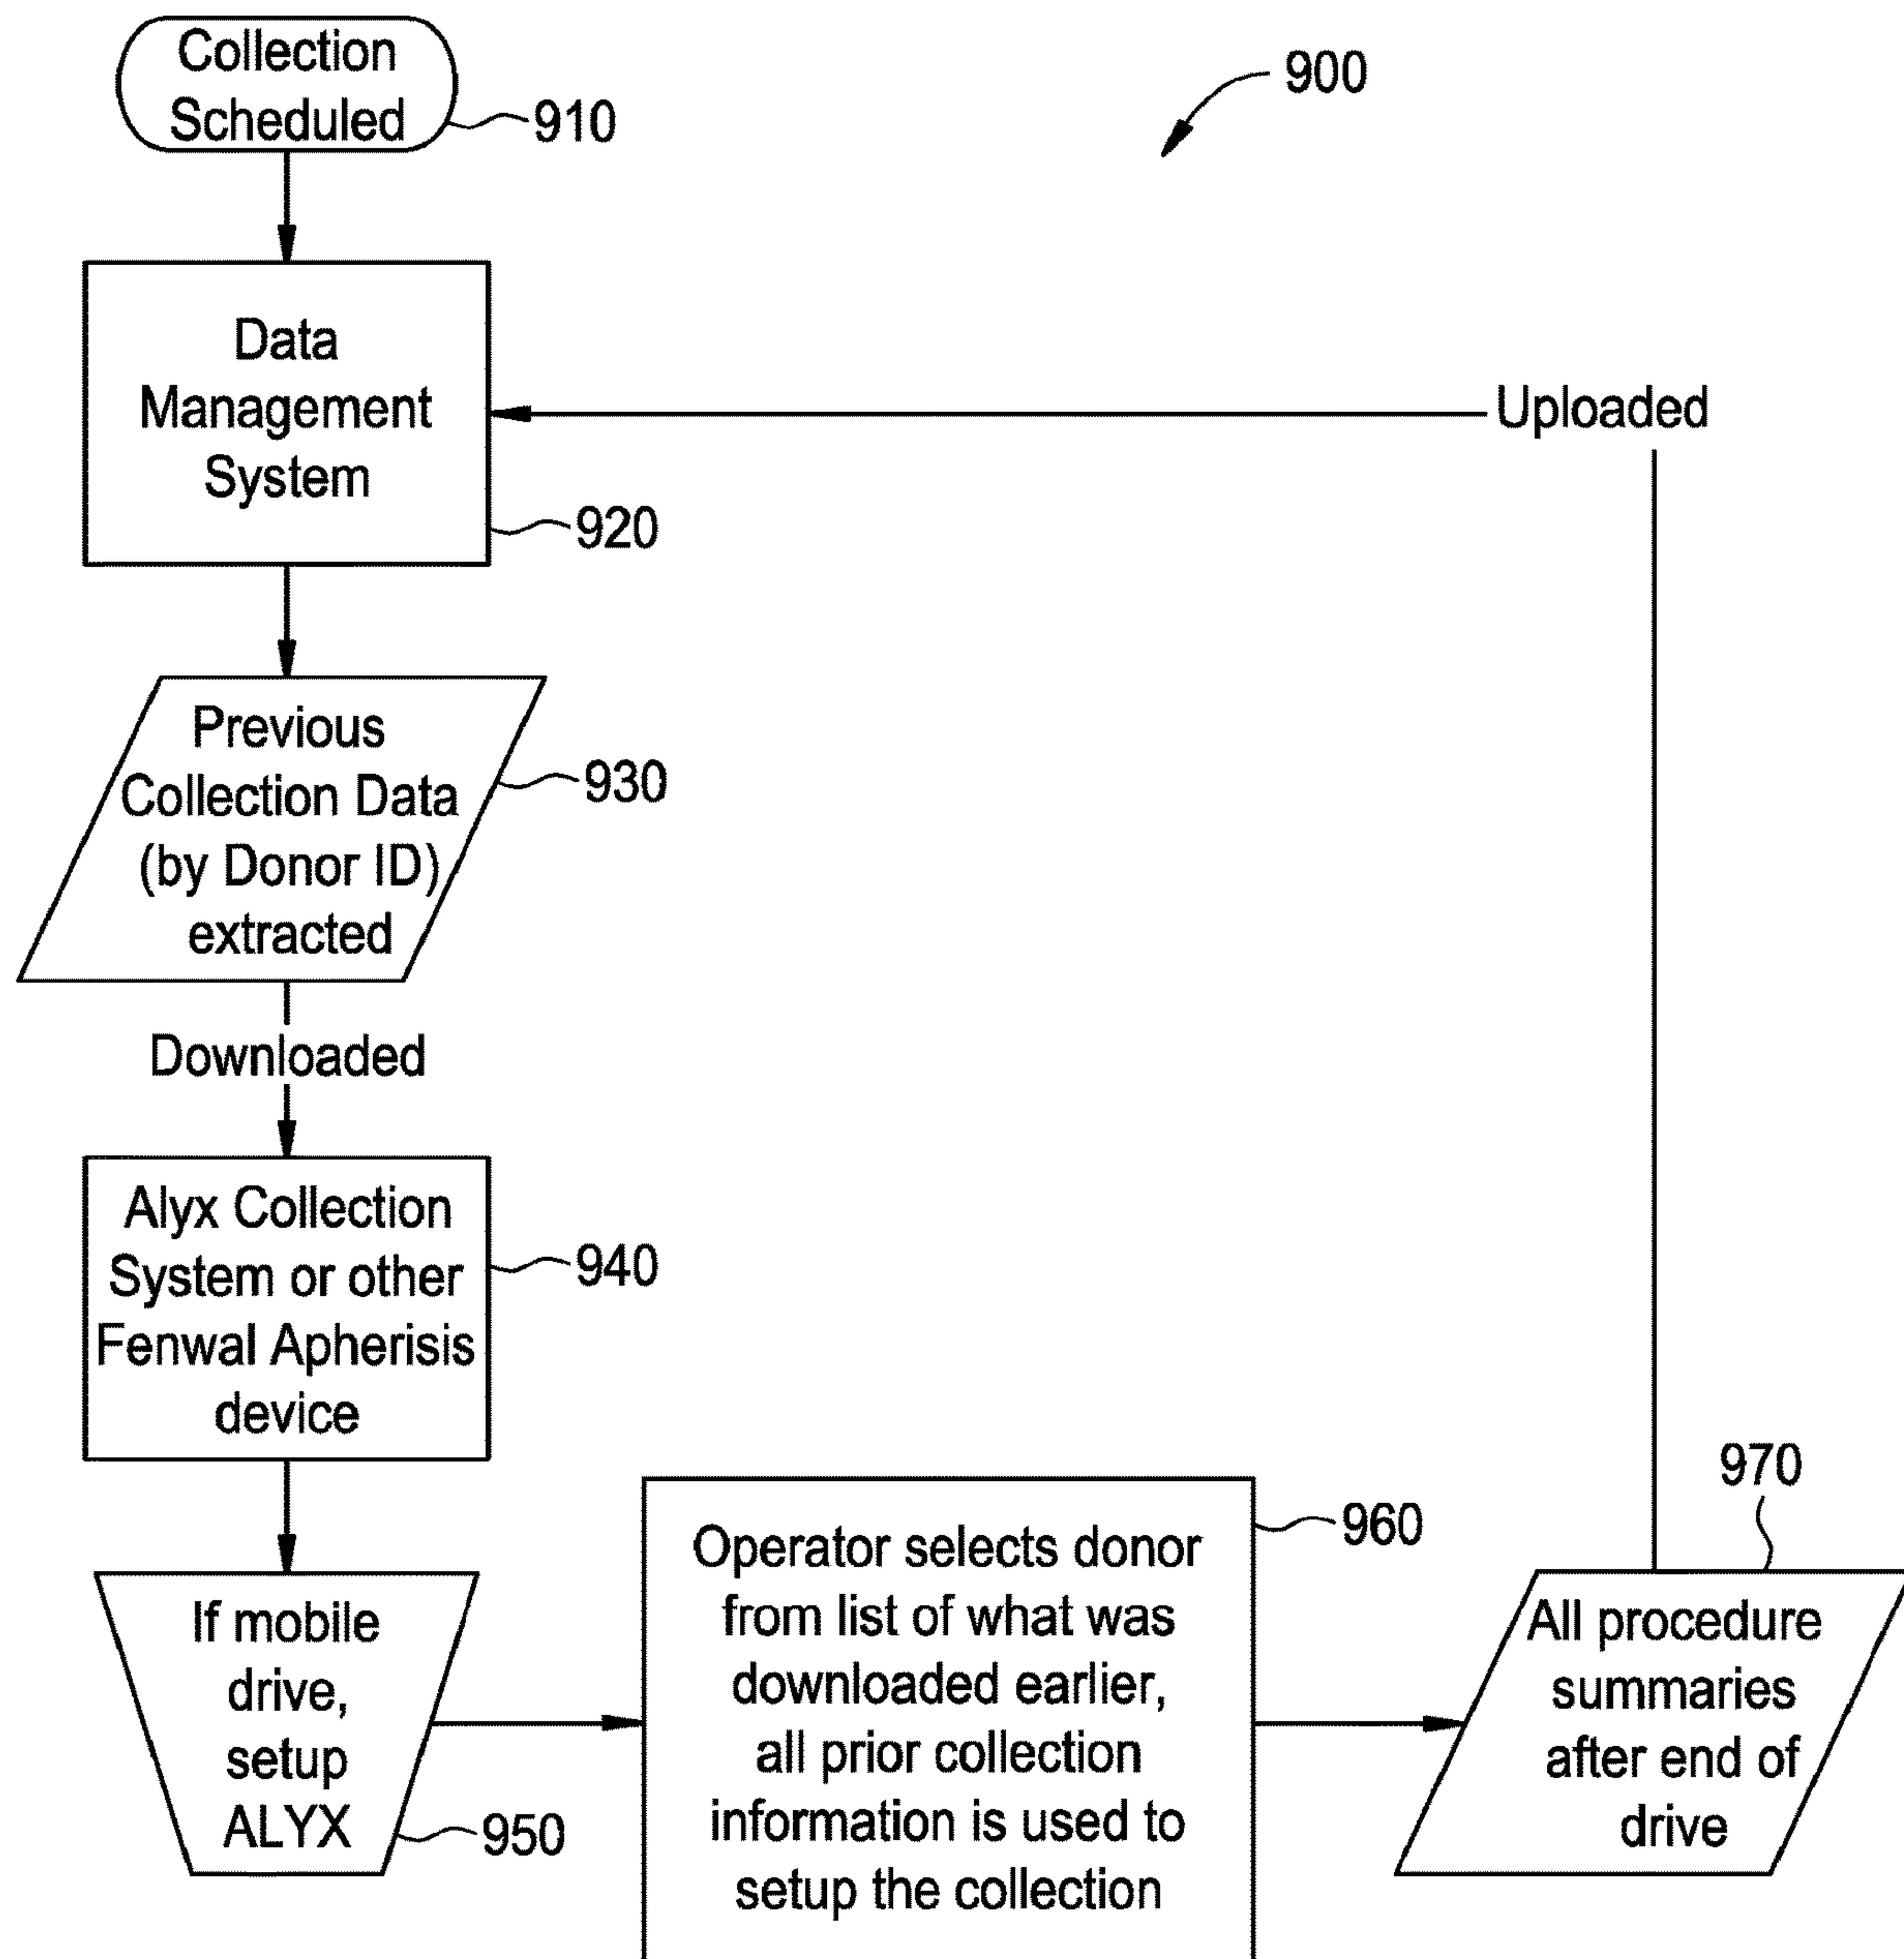 Collection
Scheduled
910
900
Data
Management
System
920
Uploaded
Previous
Collection Data
(by Donor ID)
extracted
930
Downloaded
Alyx Collection
System or other
Fenwal Apherisis
device
940
If mobile
drive,
setup
ALYX
950
Operator selects donor
from list of what was
downloaded earlier,
all prior collection
information is used to
setup the collection
960
970
All procedure
summaries
after end of
drive